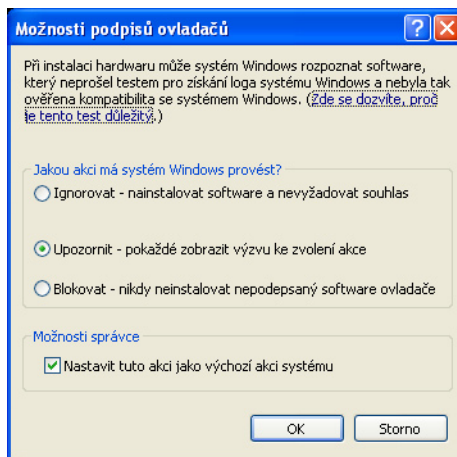 Možnosti podpisů ovladačů
Při instalaci hardwaru může systém Windows rozpoznat software,
který neprošel testem pro získání loga systému Windows a nebyla tak
ověřena kompatibilita se systémem Windows. (Zde se dozvíte, proč
je tento test důležitý.)
Jakou akci má systém Windows provést?
Ignorovat - nainstalovat software a nevyžadovat souhlas
Upozornit - pokaždé zobrazit výzvu ke zvolení akce
Blokovat - nikdy neinstalovat nepodepsaný software ovladače
Možnosti správce
Nastavit tuto akci jako výchozí akci systému
OK Storno